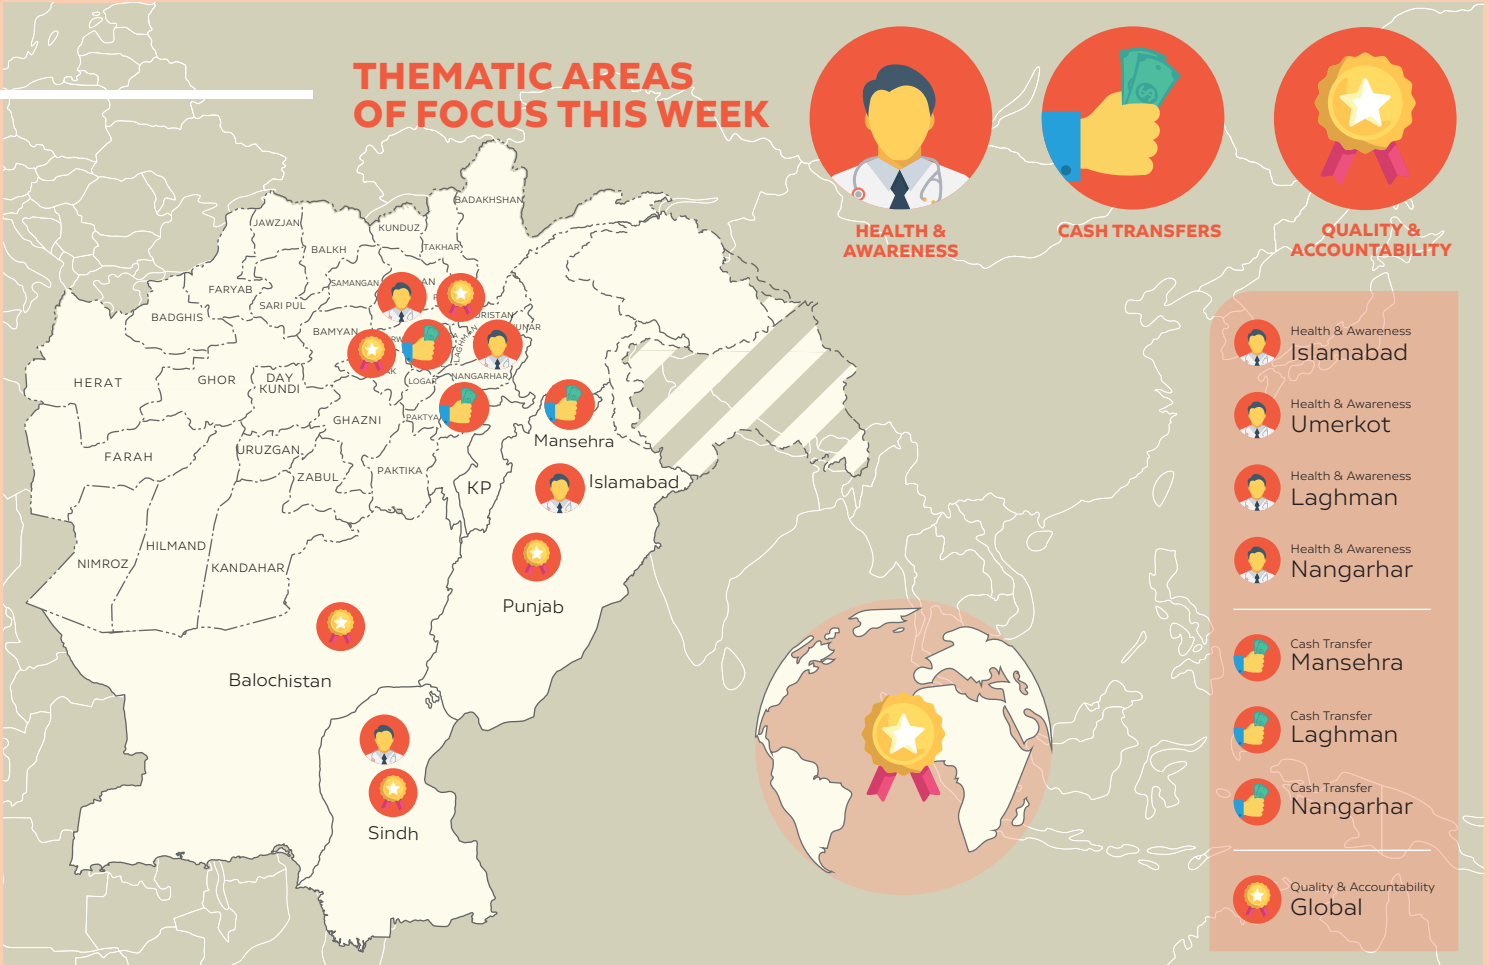 THEMATIC AREAS
OF FOCUS THIS WEEK
HEALTH &
AWARENESS
CASH TRANSFERS
QUALITY &
ACCOUNTABILITY
BADAKHSHAN
JAWZJAN
KUNDUZ
BALKH
TAKHAR
FARYAB
SAMANGAN
SARI PUL
BADGHIS
BAMYAN
HERAT
GHOR
DAY
KUNDI
LAGHMAN
LOGAR
NANGARHAR
GHAZNI
PAKTYA
FARAH
URUZGAN
ZABUL
PAKTIKA
NIMROZ
HILMAND
KANDAHAR
Mansehra
KP
Islamabad
Punjab
Balochistan
Sindh
Health & Awareness
Islamabad
Health & Awareness
Umerkot
Health & Awareness
Laghman
Health & Awareness
Nangarhar
Cash Transfer
Mansehra
Cash Transfer
Laghman
Cash Transfer
Nangarhar
Quality & Accountability
Global